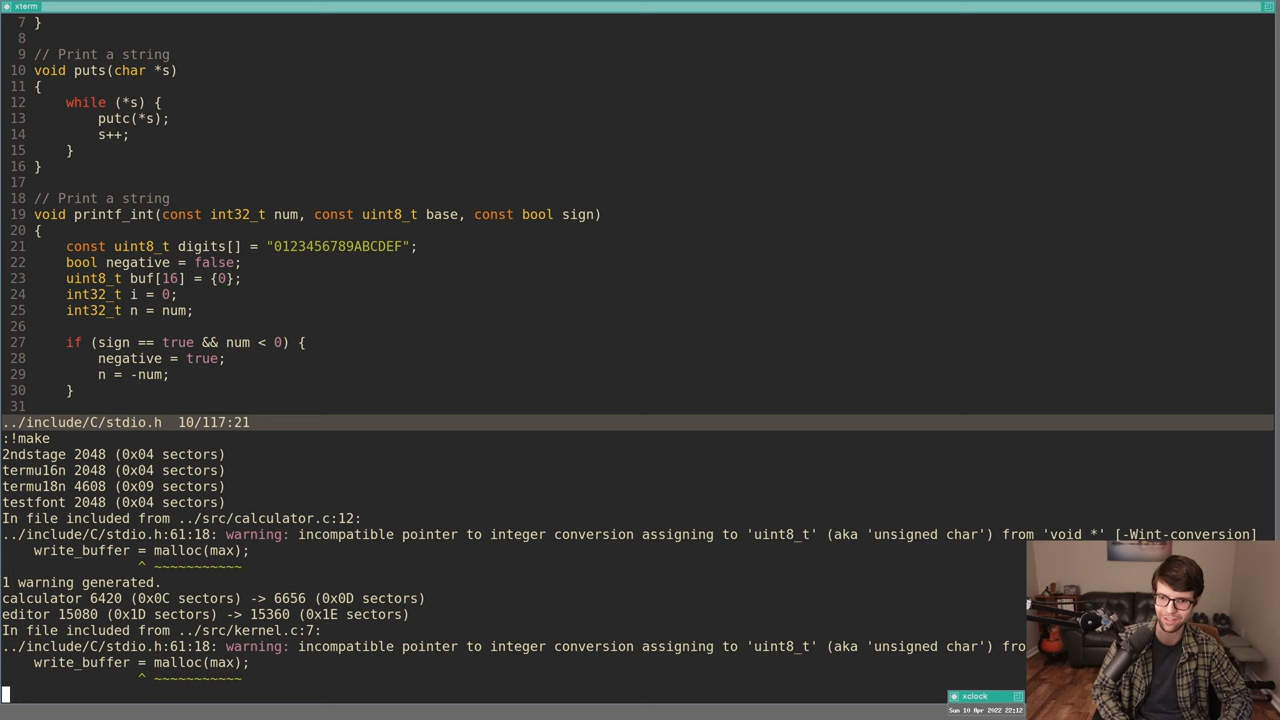 xterm
7 }
8
9 // Print a string
10 void puts(char *s)
11 {
12     while (*s) {
13         putc(*s);
14         s++;
15     }
16 }
17
18 // Print a string
19 void printf_int(const int32_t num, const uint8_t base, const bool sign)
20 {
21     const uint8_t digits[] = "0123456789ABCDEF";
22     bool negative = false;
23     uint8_t buf[16] = {0};
24     int32_t i = 0;
25     int32_t n = num;
26
27     if (sign == true && num < 0) {
28         negative = true;
29         n = -num;
30     }
31
../include/C/stdio.h  10/117:21
:!make
2ndstage 2048 (0x04 sectors)
termu16n 2048 (0x04 sectors)
termu18n 4608 (0x09 sectors)
testfont 2048 (0x04 sectors)
In file included from ../src/calculator.c:12:
../include/C/stdio.h:61:18: warning: incompatible pointer to integer conversion assigning to 'uint8_t' (aka 'unsigned char') from 'void *' [-Wint-conversion]
    write_buffer = malloc(max);
                 ^ ~~~~~~~~~~~
1 warning generated.
calculator 6420 (0x0C sectors) -> 6656 (0x0D sectors)
editor 15080 (0x1D sectors) -> 15360 (0x1E sectors)
In file included from ../src/kernel.c:7:
../include/C/stdio.h:61:18: warning: incompatible pointer to integer conversion assigning to 'uint8_t' (aka 'unsigned char') fro
    write_buffer = malloc(max);
                 ^ ~~~~~~~~~~~
xclock
Sun 10 Apr 2022 22:12